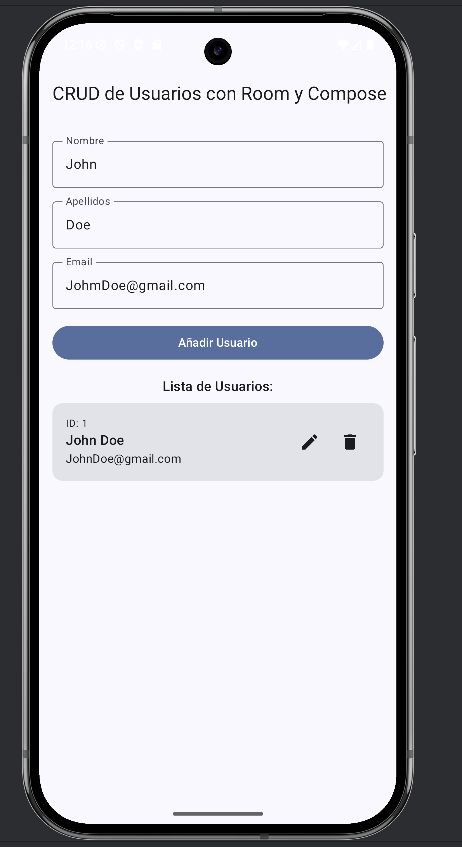 CRUD de Usuarios con Room y Compose
Nombre
John
Apellidos
Doe
Email
JohmDoe@gmail.com
Añadir Usuario
Lista de Usuarios:
ID: 1
John Doe
JohnDoe@gmail.com